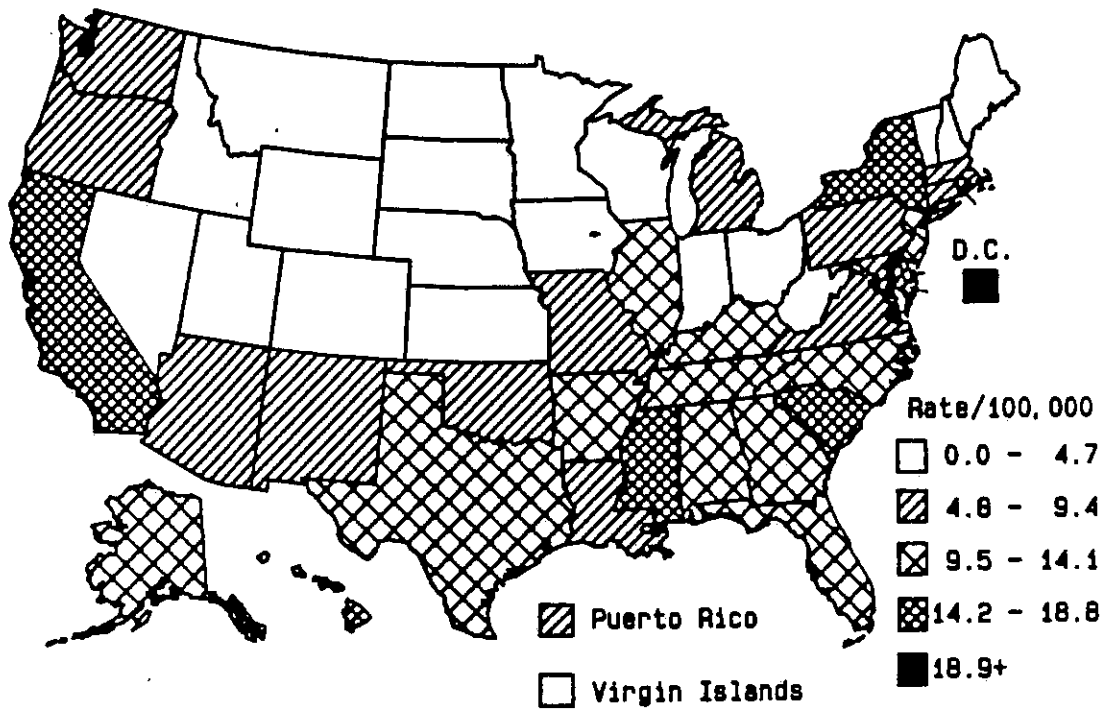 D.C.
Rate/100,000
0.0 - 4.7
4.8 - 9.4
9.5 - 14.1
14.2 - 18.8
18.9+
Puerto Rico
Virgin Islands